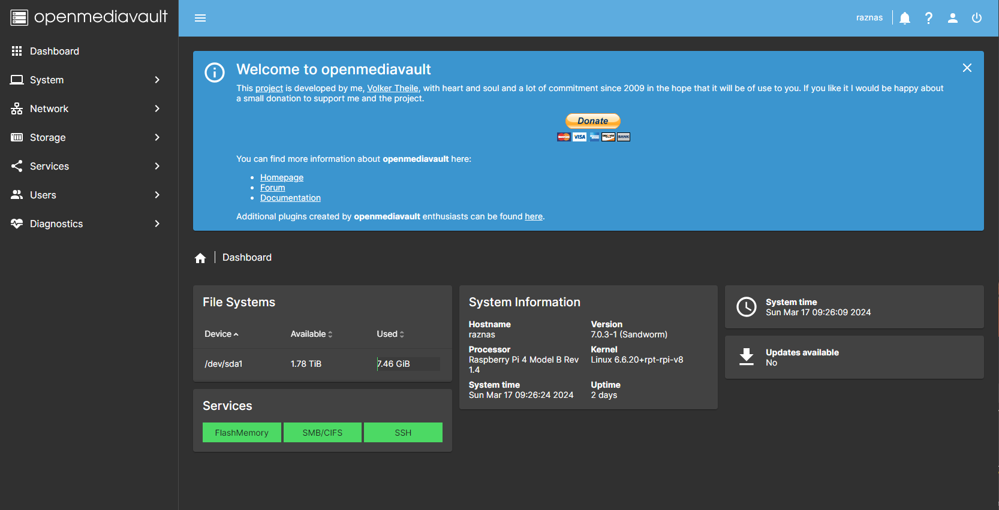 openmediavault
raznas
Dashboard
System
Network
Storage
Services
Users
Diagnostics
Welcome to openmediavault
This project is developed by me, Volker Theile, with heart and soul and a lot of commitment since 2009 in the hope that it will be of use to you. If you like it I would be happy about
a small donation to support me and the project.
Donate
MasterCard VISA DISCOVER BANK
You can find more information about openmediavault here:
Homepage
Forum
Documentation
Additional plugins created by openmediavault enthusiasts can be found here.
Dashboard
File Systems
Device Available Used
/dev/sda1 1.78 TiB 7.46 GiB
Services
FlashMemory SMB/CIFS SSH
System Information
Hostname Version
raznas 7.0.3-1 (Sandworm)
Processor Kernel
Raspberry Pi 4 Model B Rev Linux 6.6.20+rpt-rpi-v8
1.4
System time Uptime
Sun Mar 17 09:26:24 2024 2 days
System time
Sun Mar 17 09:26:09 2024
Updates available
No